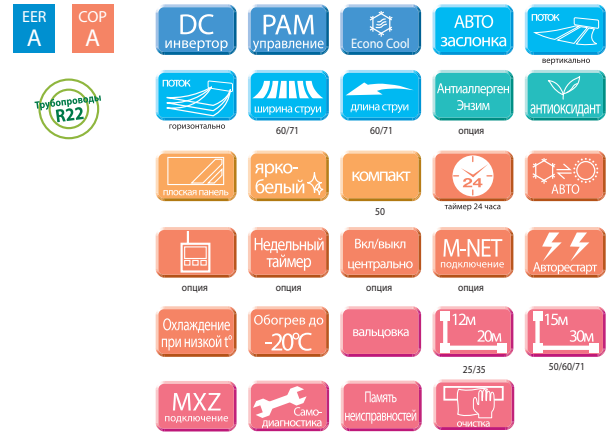 EER
A
COP
A
DC
инвертор
PAM
управление
Econo Cool
АВТО
заслонка
ПОТОК
вертикально
Трубопроводы
R22
ПОТОК
горизонтально
ширина струи
60/71
длина струи
60/71
Антиаллерген
Энзим
опция
антиоксидант
плоская панель
ярко-
белый
компакт
50
24
таймер 24 часа
АВТО
опция
Недельный
таймер
опция
Вкл/выкл
центрально
опция
M-NET
подключение
опция
Авторестарт
Охлаждение
при низкой t°
Обогрев до
-20°C
вальцовка
12м
20м
25/35
15м
30м
50/60/71
MXZ
подключение
Само-
диагностика
Память
неисправностей
очистка